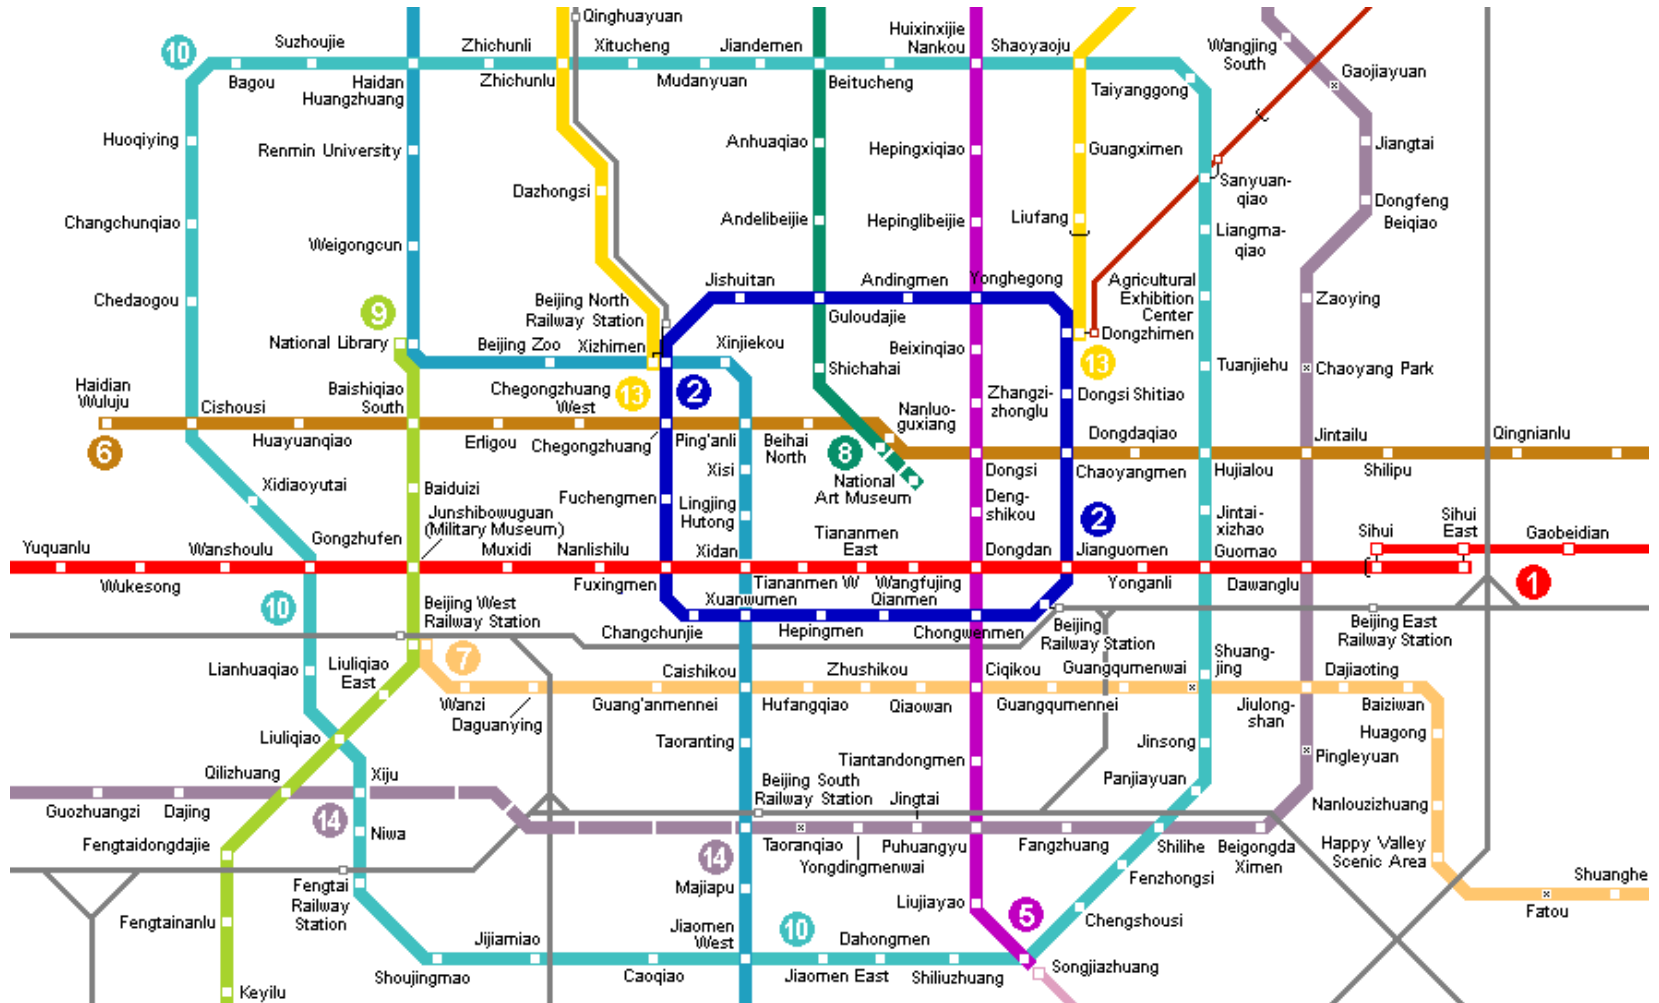 Qinghuayuan
Huixinxijie
Nankou
Shaoyaoju
Wangjing
South
Gaojiayuan
10
Suzhoujie
Zhichunli
Xitucheng
Jiandemen
Bagou
Haidan
Huangzhuang
Zhichunlu
Mudanyuan
Beitucheng
Taiyanggong
Huoqiying
Renmin University
Anhuaqiao
Hepingxiqiao
Guangximen
Jiangtai
Dazhongsi
Sanyuan-
qiao
Dongfeng
Beiqiao
Changchunqiao
Weigongcun
Andelibeijie
Hepinglibeijie
Liufang
Liangma-
qiao
Chedaogou
Jishuitan
Andingmen
Yonghegong
Agricultural
Exhibition
Center
Zaoying
9
Beijing North
Railway Station
Guloudajie
Dongzhimen
National Library
Beijing Zoo
Xizhimen
Xinjiekou
Beixinqiao
13
Shichahai
Tuanjiehu
Chaoyang Park
Haidian
Wuluju
Baishiqiao
South
Chegongzhuang
West
13
2
Zhangzi-
zhonglu
Dongsi Shitiao
Cishousi
Nanluo-
guxiang
6
Huayuanqiao
Erligou
Chegongzhuang
Ping'anli
Beihai
North
8
Dongdaqiao
Jintailu
Qingnianlu
Xisi
National
Art Museum
Dongsi
Chaoyangmen
Hujialou
Shilipu
Xidiaoyutai
Baiduizi
Fuchengmen
Lingjing
Hutong
Deng-
shikou
2
Jintai-
xizhao
Junshibowuguan
(Military Museum)
Gongzhufen
Tiananmen
East
Sihui
Sihui
East
Gaobeidian
Yuquanlu
Wanshoulu
Muxidi
Nanlishilu
Xidan
Dongdan
Jianguomen
Guomao
Wukesong
Fuxingmen
Tiananmen W
Wangfujing
Yonganli
Dawanglu
1
10
Beijing West
Railway Station
Xuanwumen
Qianmen
Changchunjie
Hepingmen
Chongwenmen
Beijing
Railway Station
Beijing East
Railway Station
Lianhuaqiao
Liuliqiao
East
7
Caishikou
Zhushikou
Ciqikou
Guangqumenwai
Shuang-
jing
Dajiaoting
Wanzi
Daguanying
Guang'anmennei
Hufangqiao
Qiaowan
Guangqumennei
Jiulong-
shan
Baiziwan
Liuliqiao
Taoranting
Jinsong
Huagong
Qilizhuang
Xiju
Tiantandongmen
Pingleyuan
Beijing South
Railway Station
Jingtai
Panjiayuan
Guozhuangzi
Dajing
14
Niwa
Nanlouzizhuang
Fengtaidongdajie
14
Taoranqiao
Yongdingmenwai
Puhuangyu
Fangzhuang
Shilihe
Beigongda
Ximen
Happy Valley
Scenic Area
Fengtai
Railway
Station
Majiapu
Fenzhongsi
Shuanghe
Fengtainanlu
Liujiayao
5
Chengshousi
Fatou
Jijiamiao
Jiaomen
West
10
Dahongmen
Shoujingmao
Caoqiao
Jiaomen East
Shiliuzhuang
Songjiazhuang
Keyilu